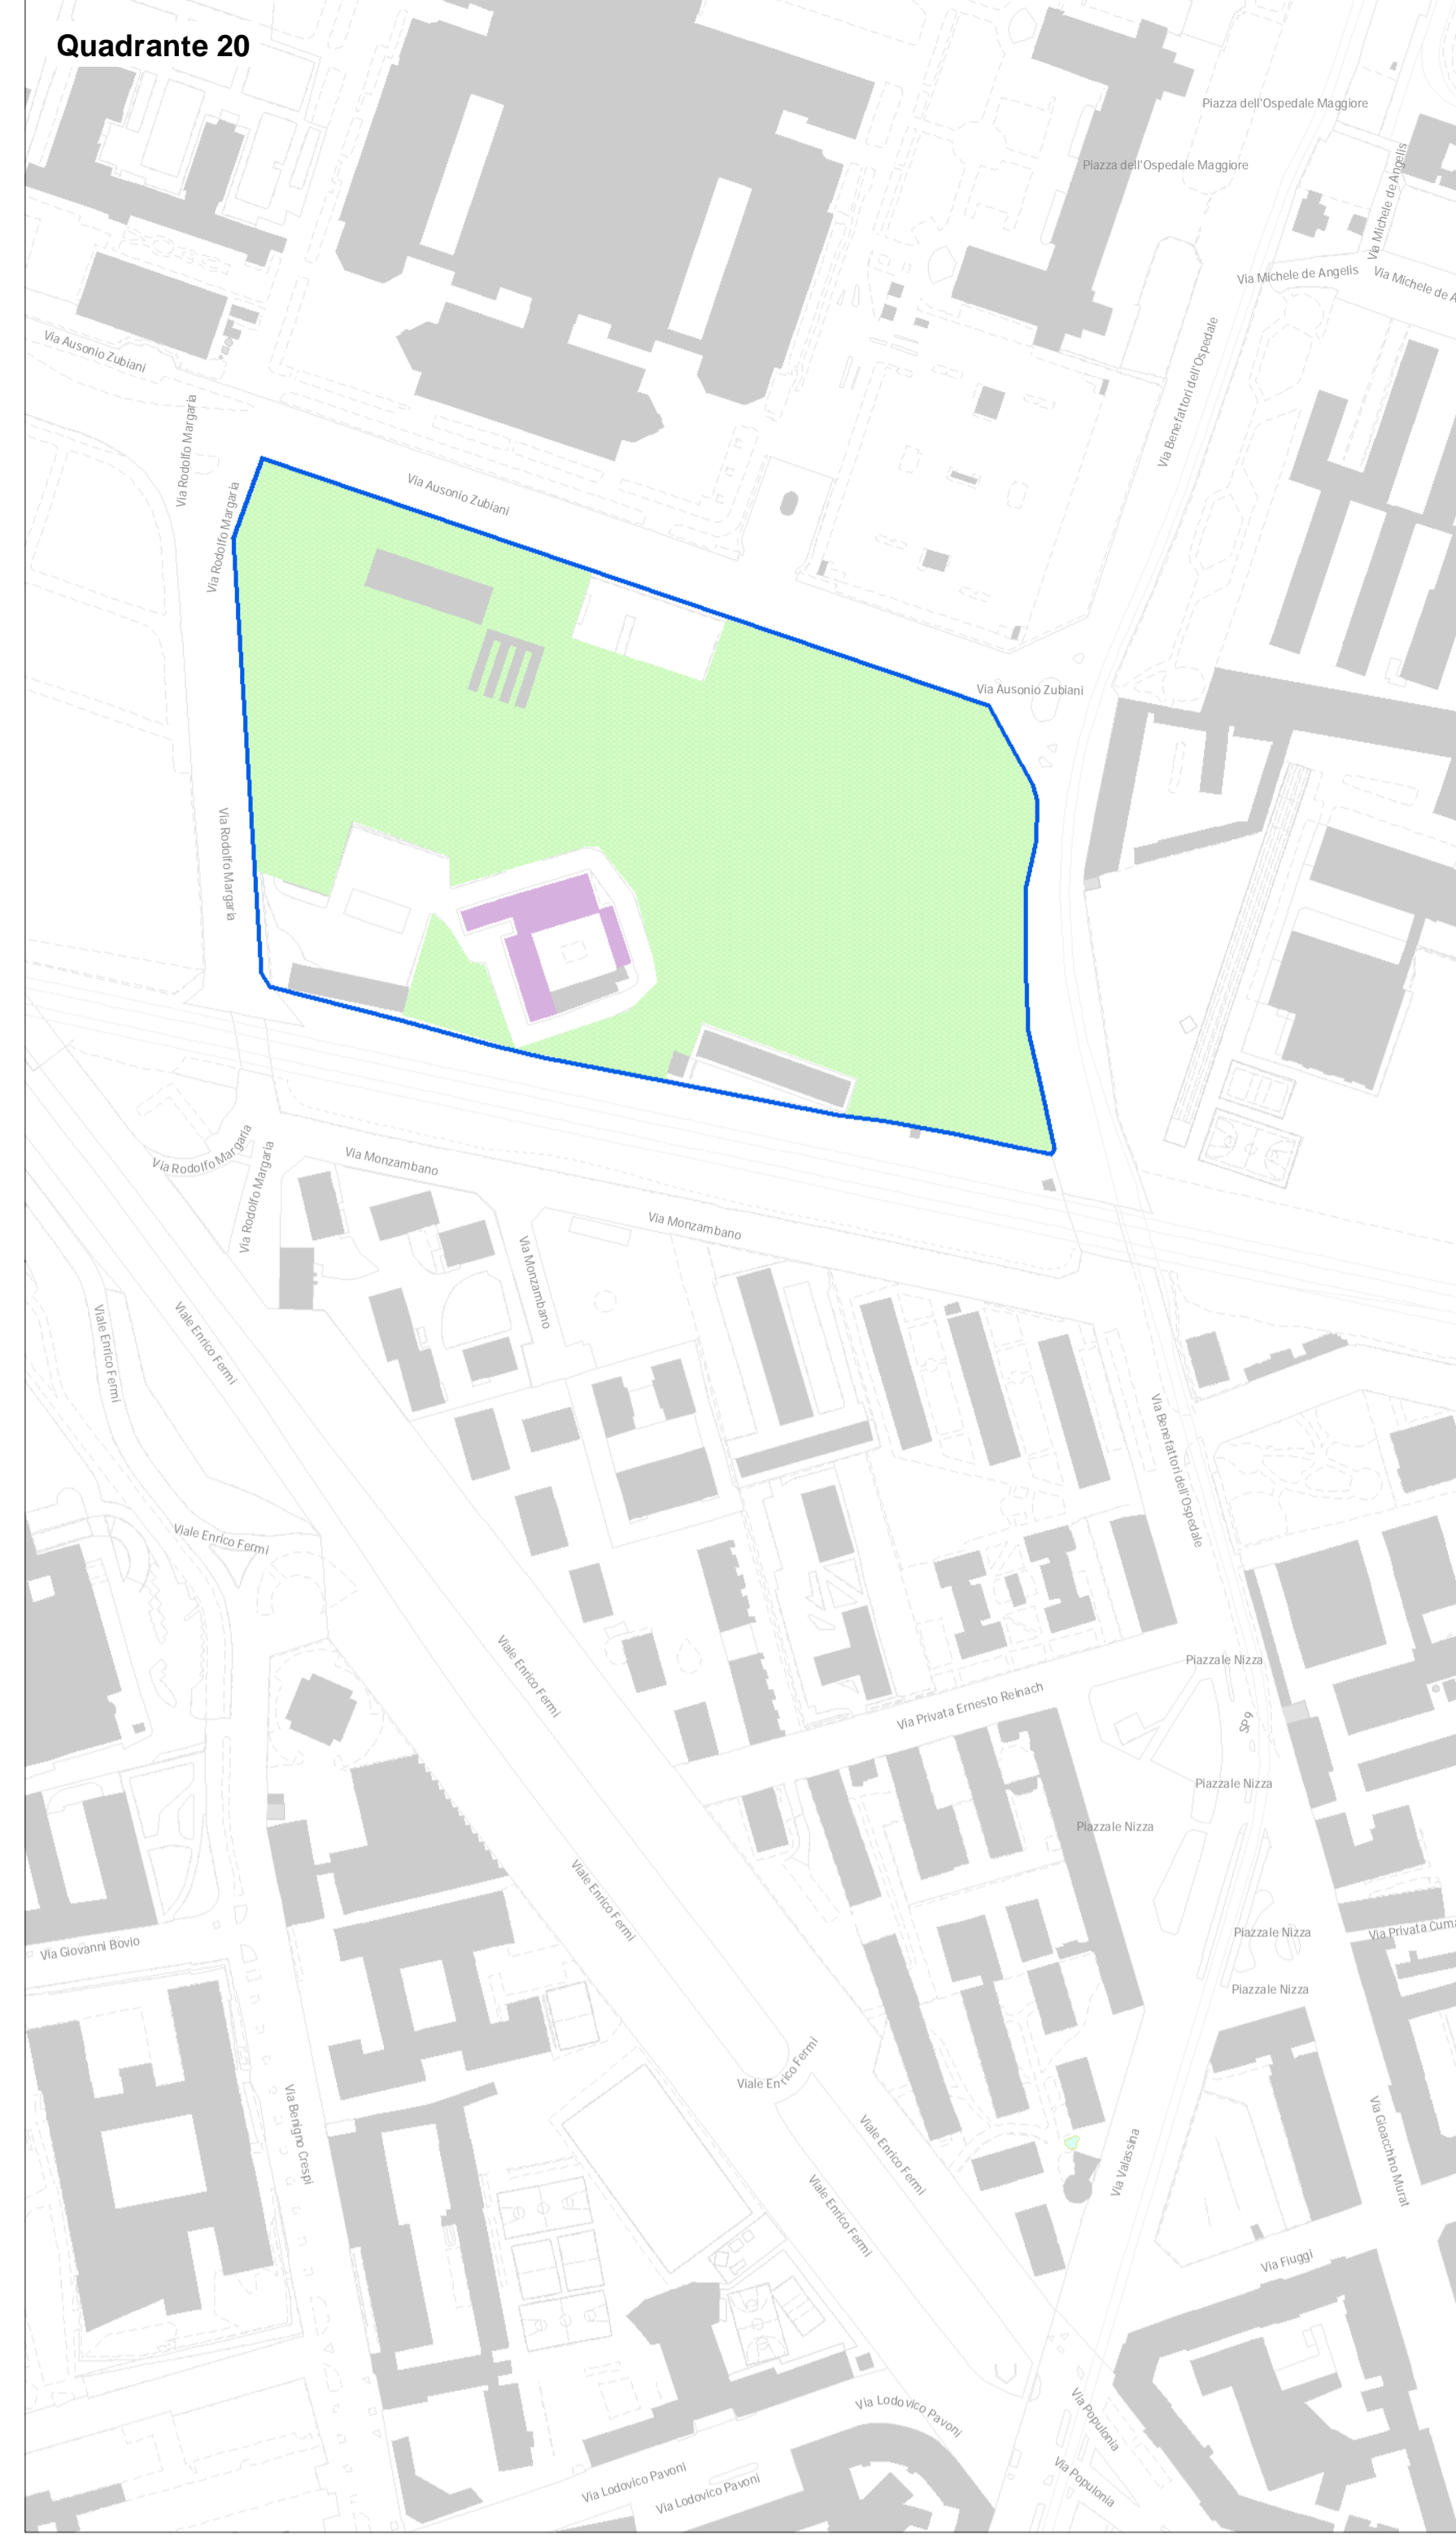 Quadrante 20
Piazza dell'Ospedale Maggiore
Piazza dell'Ospedale Maggiore
Via Michele de Angelis
Via Michele de Angelis
Via Michele de A
Via Ausonio Zubiani
Via Rodolfo Margaria
Via Benefattori dell'Ospedale
Via Rodolfo Margaria
Via Ausonio Zubiani
Via Ausonio Zubiani
Via Rodolfo Margaria
Via Rodolfo Margaria
Via Rodolfo Margaria
Via Monzambano
Via Monzambano
Via Monzambano
Viale Enrico Fermi
Viale Enrico Fermi
Via Benefattori dell'Ospedale
Viale Enrico Fermi
Viale Enrico Fermi
Piazzale Nizza
Via Privata Ernesto Reinach
SP9
Piazzale Nizza
Piazzale Nizza
Viale Enrico Fermi
Via Giovanni Bovio
Piazzale Nizza
Via Privata Cuma
Piazzale Nizza
Viale Enrico Fermi
Via Benigno Crespi
Viale Enrico Fermi
Via Valassina
Via Gioacchino Murat
Viale Enrico Fermi
Via Fiuggi
Via Lodovico Pavoni
Via Populonia
Via Lodovico Pavoni
Via Lodovico Pavoni
Via Populonia